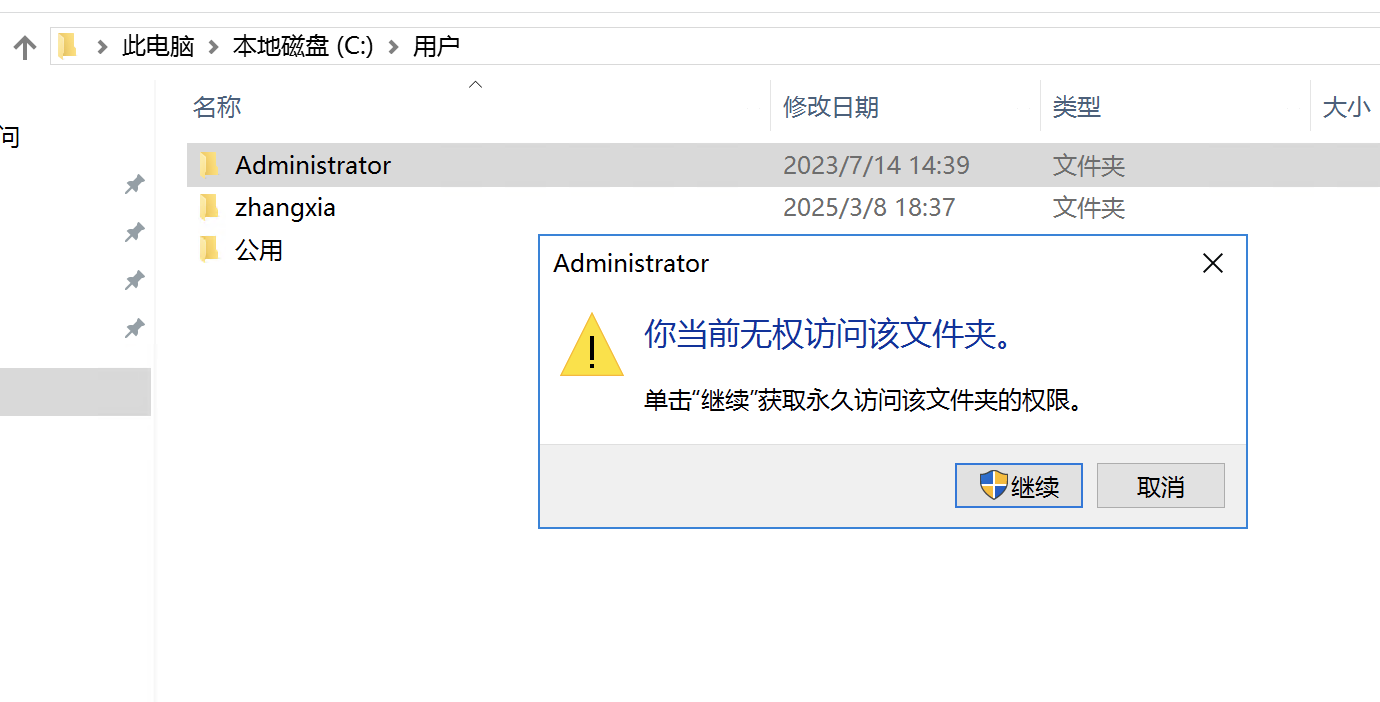 此电脑 > 本地磁盘 (C:) > 用户
名称 修改日期 类型 大小
问
Administrator 2023/7/14 14:39 文件夹
zhangxia 2025/3/8 18:37 文件夹
公用
Administrator
你当前无权访问该文件夹。
单击“继续”获取永久访问该文件夹的权限。
继续 取消